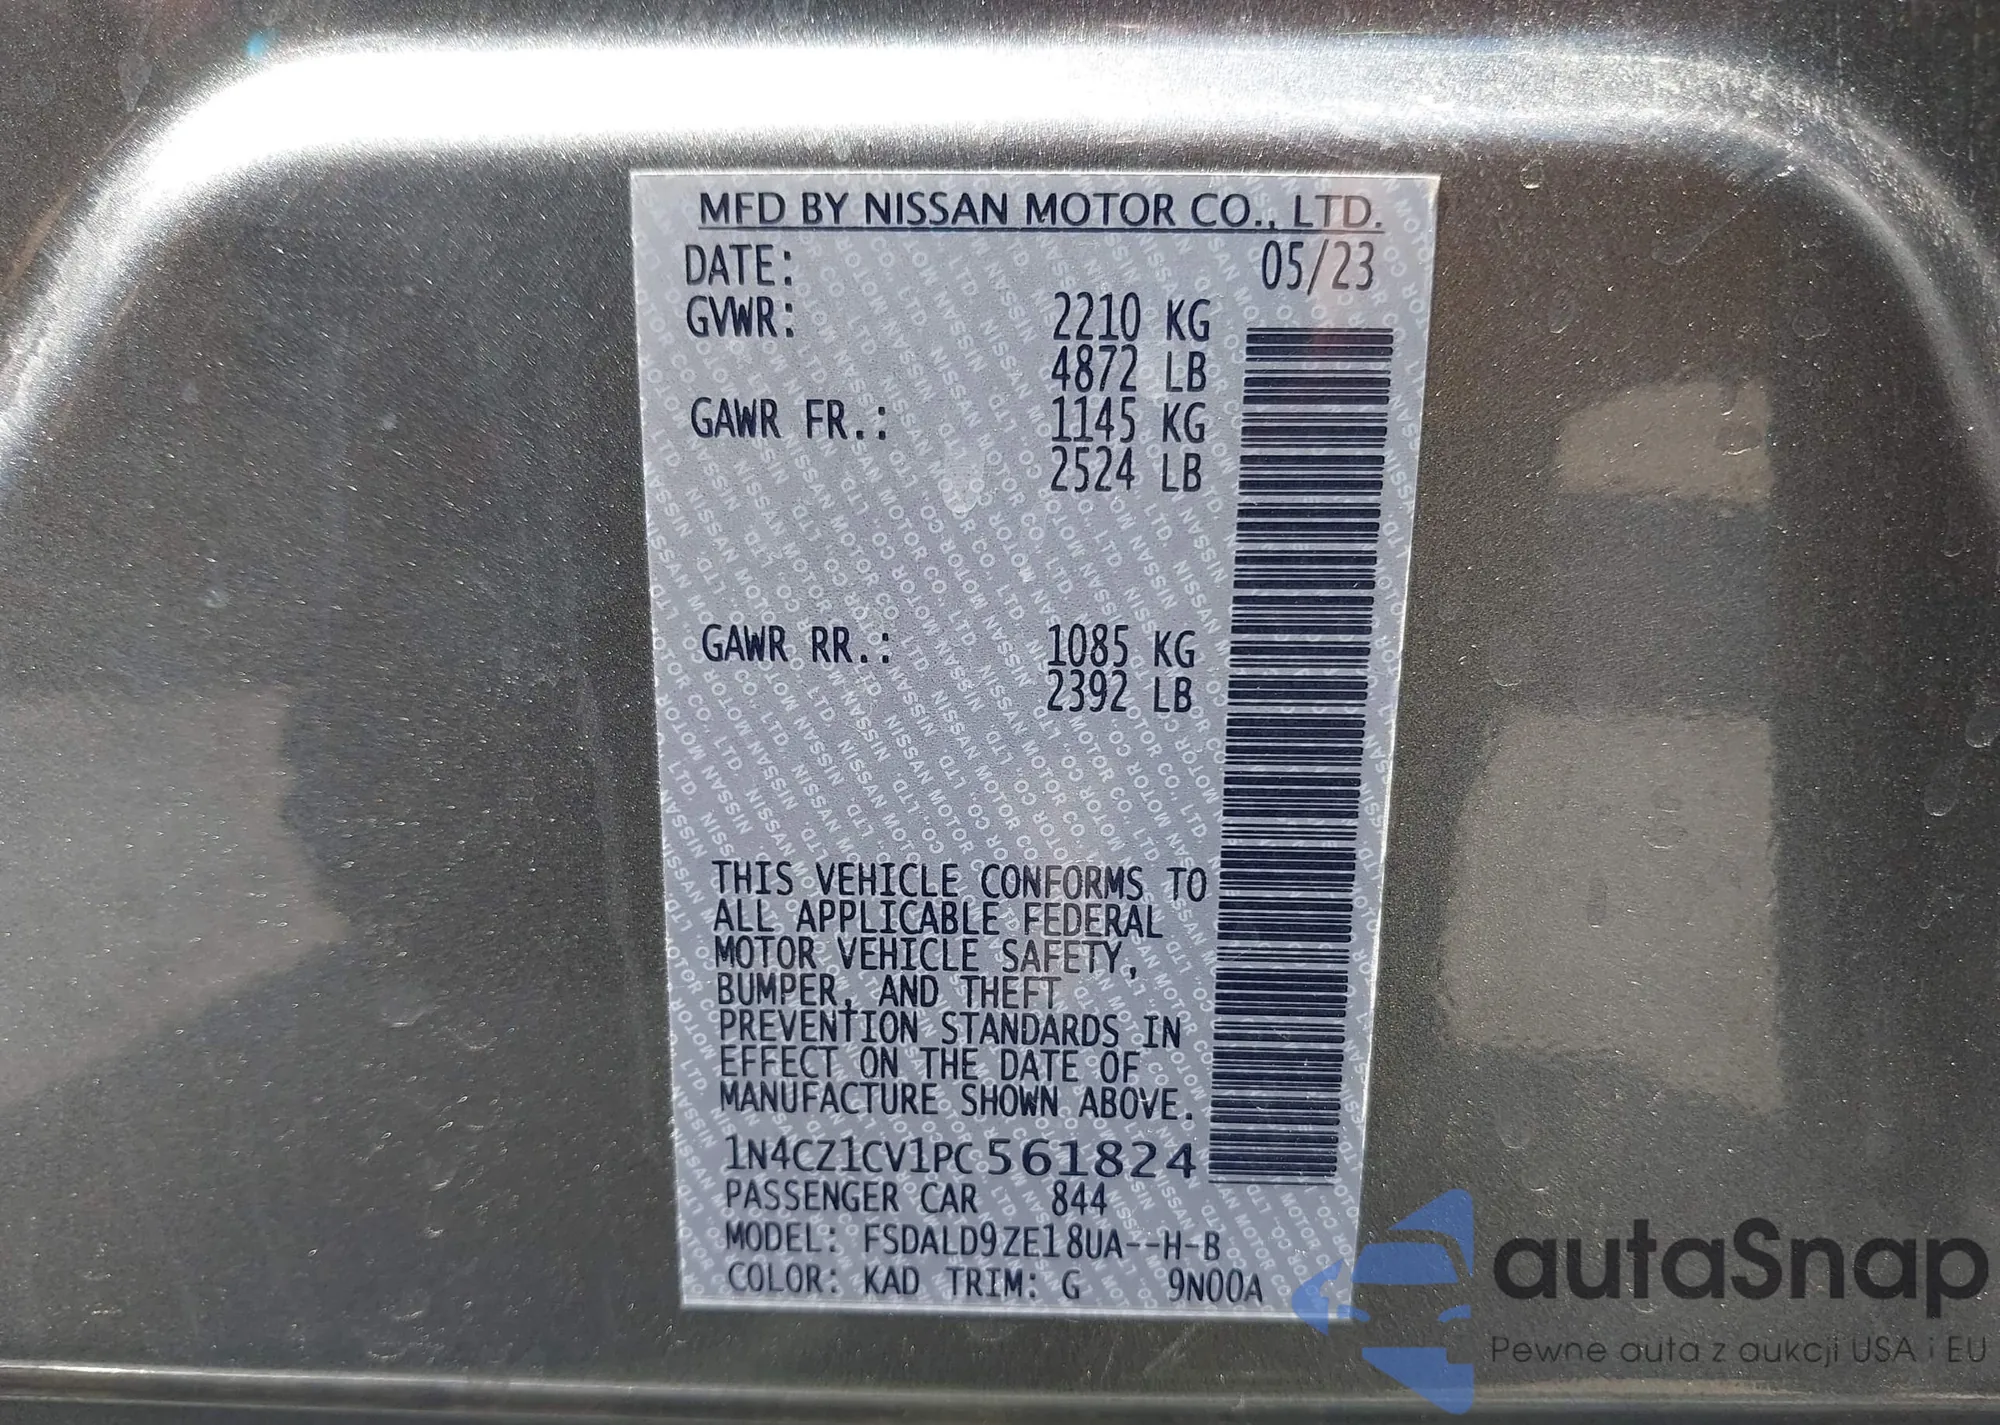 MFD BY NISSAN MOTOR CO., LTD.
DATE: 05/23
GVWR: 2210 KG
4872 LB
GAWR FR.: 1145 KG
2524 LB
GAWR RR.: 1085 KG
2392 LB
THIS VEHICLE CONFORMS TO
ALL APPLICABLE FEDERAL
MOTOR VEHICLE SAFETY,
BUMPER, AND THEFT
PREVENTION STANDARDS IN
EFFECT ON THE DATE OF
MANUFACTURE SHOWN ABOVE.
1N4CZ1CV1PC561824
PASSENGER CAR 844
MODEL: FSDALD9ZE18UA--H-B
COLOR: KAD TRIM: G 9N00A
autoSnap
Pewne auta z aukcji USA i EU